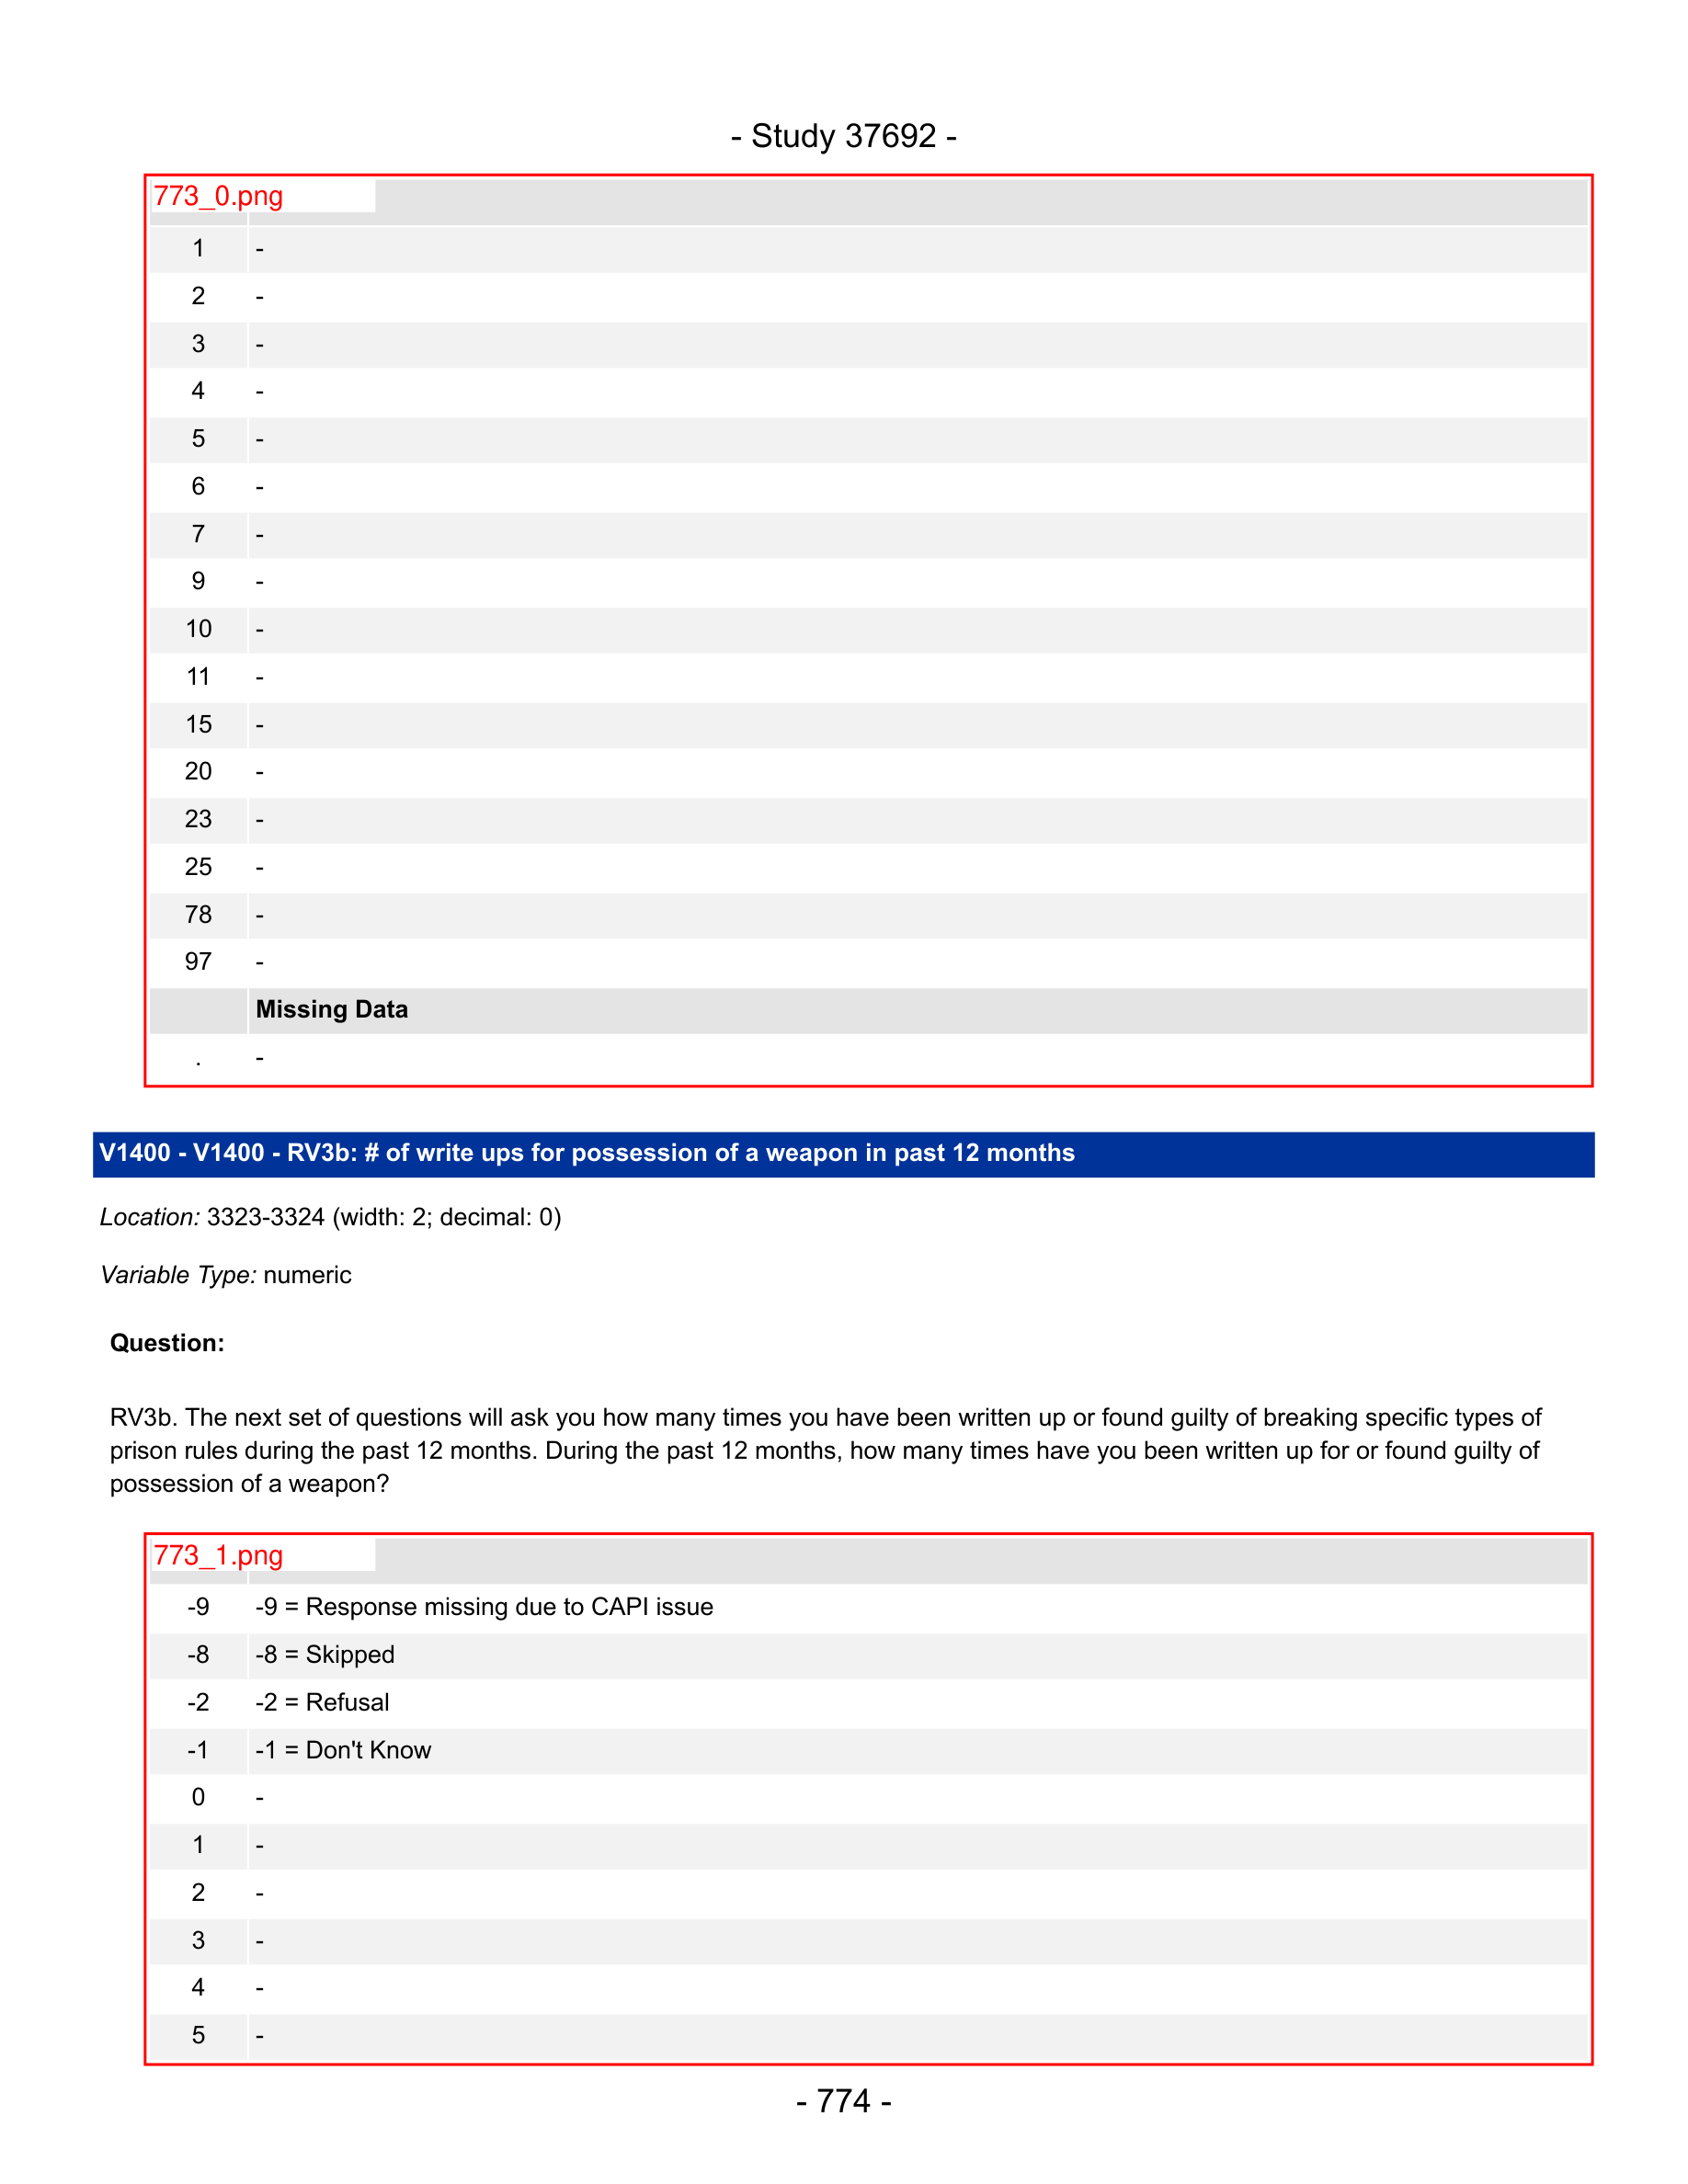 - Study 37692 -
773_0.png
1 -
2 -
3 -
4 -
5 -
6 -
7 -
9 -
10 -
11 -
15 -
20 -
23 -
25 -
78 -
97 -
Missing Data
. -
V1400 - V1400 - RV3b: # of write ups for possession of a weapon in past 12 months
Location: 3323-3324 (width: 2; decimal: 0)
Variable Type: numeric
Question:
RV3b. The next set of questions will ask you how many times you have been written up or found guilty of breaking specific types of
prison rules during the past 12 months. During the past 12 months, how many times have you been written up for or found guilty of
possession of a weapon?
773_1.png
-9 -9 = Response missing due to CAPI issue
-8 -8 = Skipped
-2 -2 = Refusal
-1 -1 = Don't Know
0 -
1 -
2 -
3 -
4 -
5 -
- 774 -